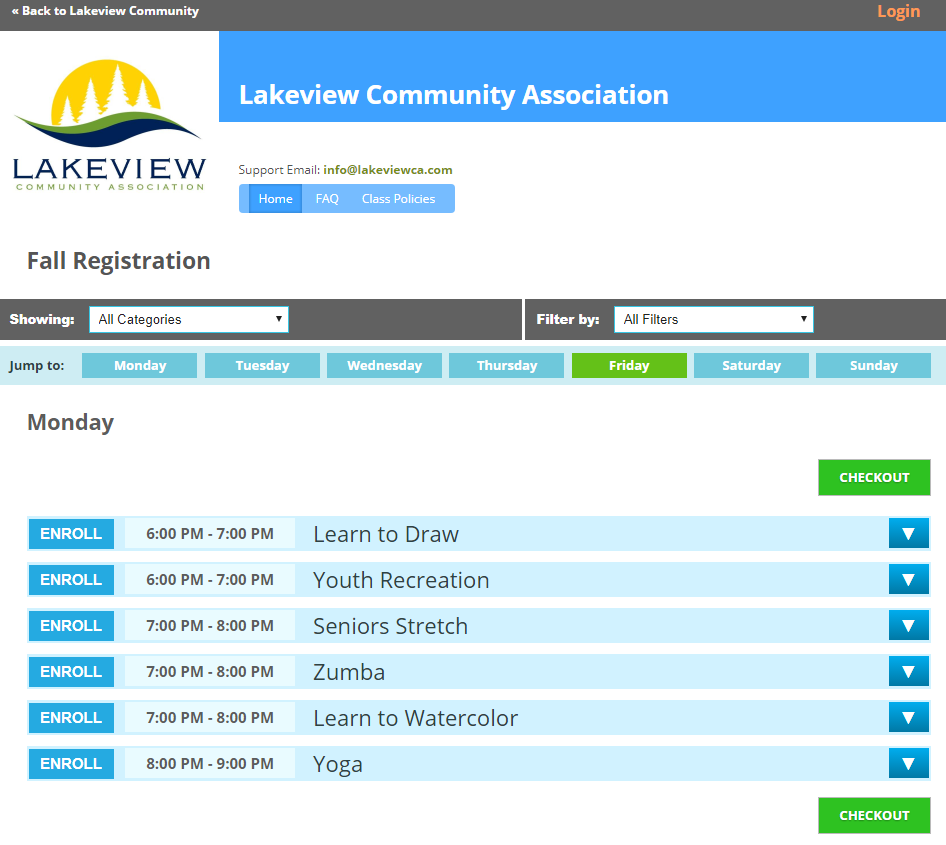 « Back to Lakeview Community Login
LAKEVIEW
COMMUNITY ASSOCIATION
Lakeview Community Association
Support Email: info@lakeviewca.com
Home FAQ Class Policies
Fall Registration
Showing: All Categories Filter by: All Filters
Jump to: Monday Tuesday Wednesday Thursday Friday Saturday Sunday
Monday
CHECKOUT
ENROLL 6:00 PM - 7:00 PM Learn to Draw
ENROLL 6:00 PM - 7:00 PM Youth Recreation
ENROLL 7:00 PM - 8:00 PM Seniors Stretch
ENROLL 7:00 PM - 8:00 PM Zumba
ENROLL 7:00 PM - 8:00 PM Learn to Watercolor
ENROLL 8:00 PM - 9:00 PM Yoga
CHECKOUT